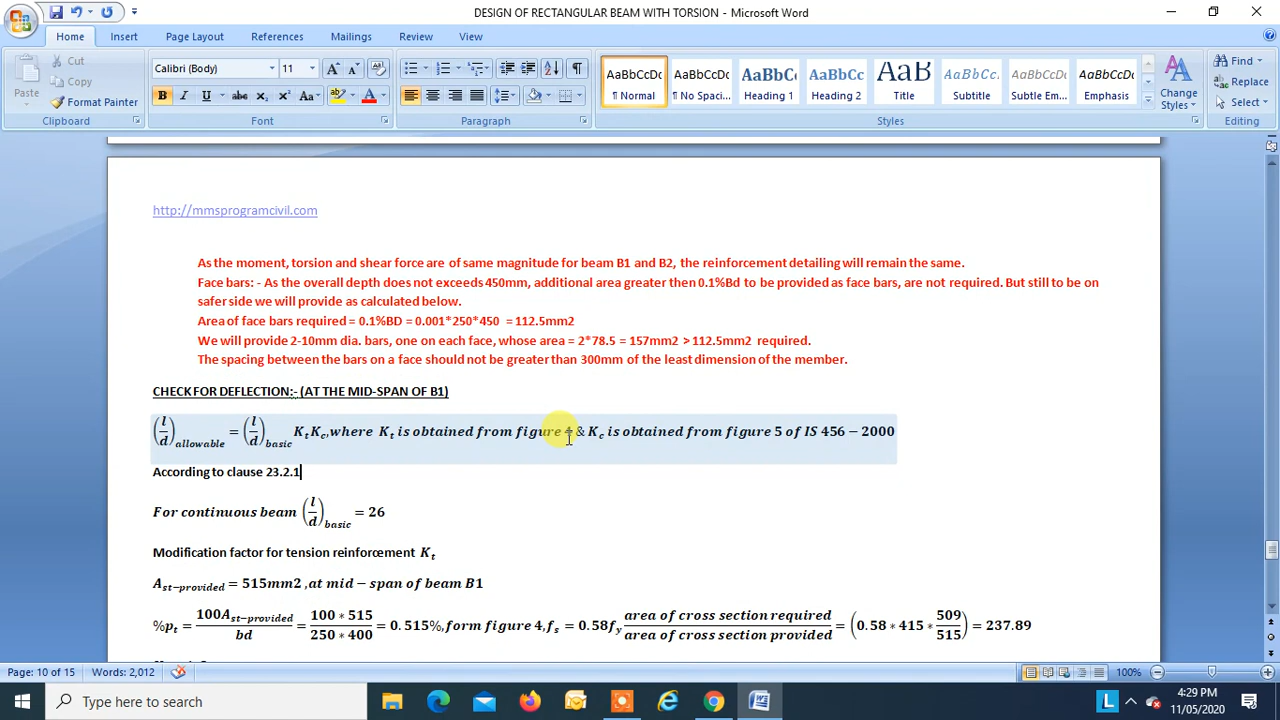 DESIGN OF RECTANGULAR BEAM WITH TORSION - Microsoft Word
Home Insert Page Layout References Mailings Review View
Paste Cut Copy Format Painter Clipboard
Calibri (Body) 11 Font
Paragraph
AaBbCcDc ¶ Normal AaBbCcDc ¶ No Spaci... AaBbC Heading 1 AaBbCc Heading 2 AaB Title AaBbCc. Subtitle AaBbCcDc Subtle Em... AaBbCcDc Emphasis Change Styles Styles
Find Replace Select Editing
http://mmsprogramcivil.com
As the moment, torsion and shear force are of same magnitude for beam B1 and B2, the reinforcement detailing will remain the same.
Face bars: - As the overall depth does not exceeds 450mm, additional area greater then 0.1%Bd to be provided as face bars, are not required. But still to be on
safer side we will provide as calculated below.
Area of face bars required = 0.1%BD = 0.001*250*450 = 112.5mm2
We will provide 2-10mm dia. bars, one on each face, whose area = 2*78.5 = 157mm2 > 112.5mm2 required.
The spacing between the bars on a face should not be greater than 300mm of the least dimension of the member.
CHECK FOR DEFLECTION:- (AT THE MID-SPAN OF B1)
(l/d)allowable = (l/d)basic KtKc, where Kt is obtained from figure 4 & Kc is obtained from figure 5 of IS 456 − 2000
According to clause 23.2.1
For continuous beam (l/d)basic = 26
Modification factor for tension reinforcement Kt
Ast−provided = 515mm2 ,at mid − span of beam B1
%pt = 100Ast−provided/bd = 100 * 515/250 * 400 = 0.515%, form figure 4, fs = 0.58fy area of cross section required/area of cross section provided = (0.58 * 415 * 509/515) = 237.89
Page: 10 of 15 Words: 2,012 100%
Type here to search
4:29 PM
11/05/2020